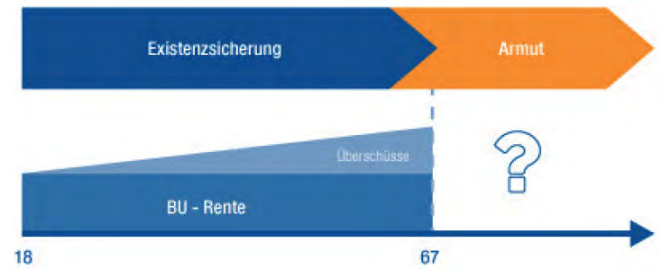 Existenzsicherung
Armut
Überschüsse
?
BU - Rente
18
67